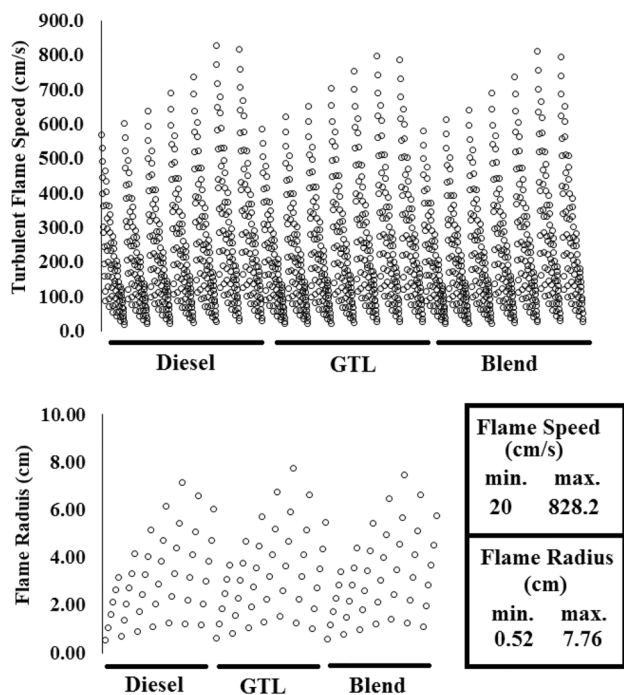 900.0
800.0
700.0
600.0
500.0
400.0
300.0
200.0
100.0
0.0
Turbulent Flame Speed (cm/s)
Diesel GTL Blend
10.00
8.00
6.00
4.00
2.00
0.00
Flame Raduis (cm)
Diesel GTL Blend
Flame Speed
(cm/s)
min. max.
20 828.2
Flame Radius
(cm)
min. max.
0.52 7.76